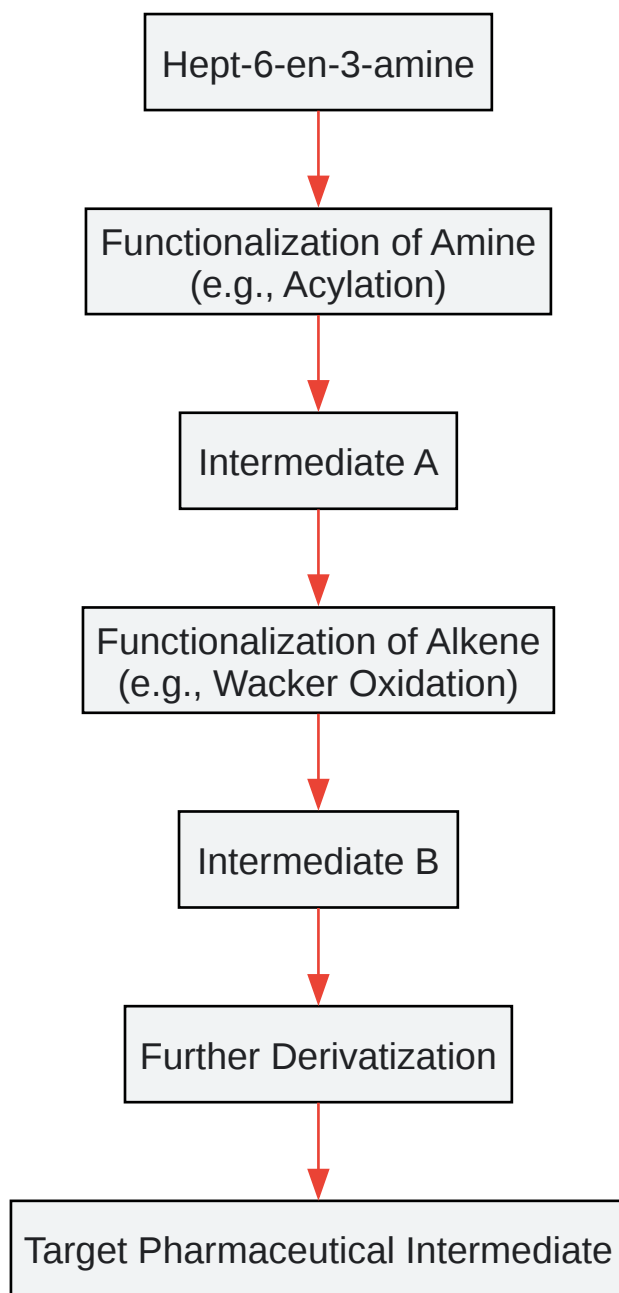 Hept-6-en-3-amine
Functionalization of Amine
(e.g., Acylation)
Intermediate A
Functionalization of Alkene
(e.g., Wacker Oxidation)
Intermediate B
Further Derivatization
Target Pharmaceutical Intermediate